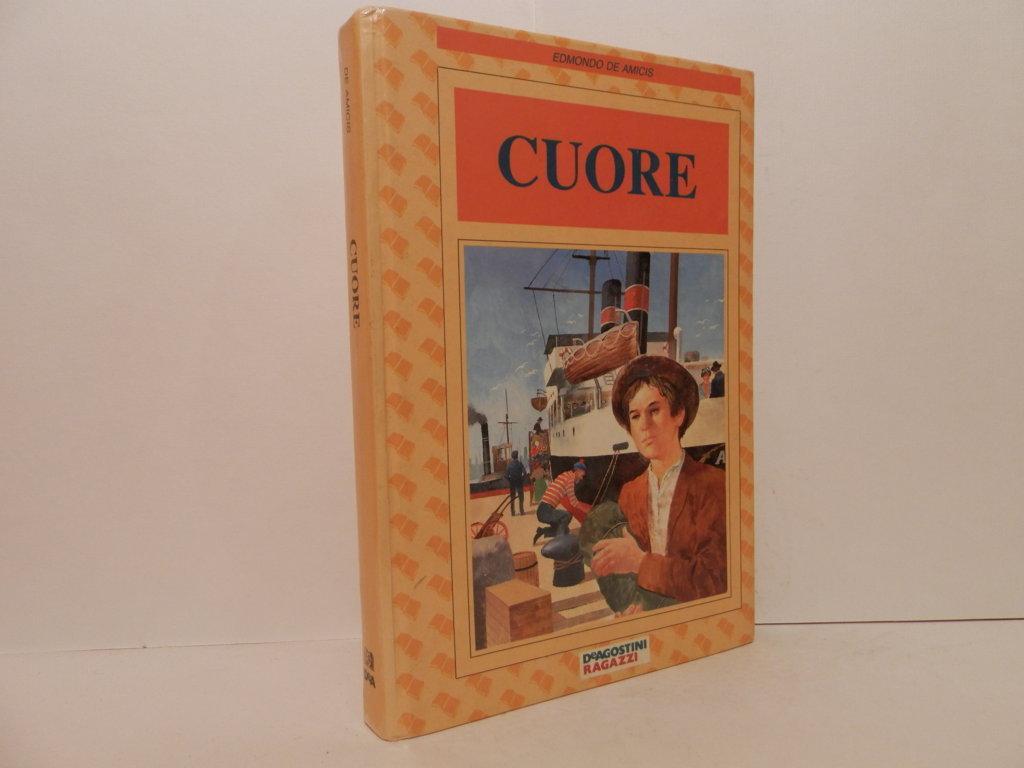 EDMONDO DE AMICIS
CUORE
DE AMICIS
CUORE
DeAGOSTINI
RAGAZZI